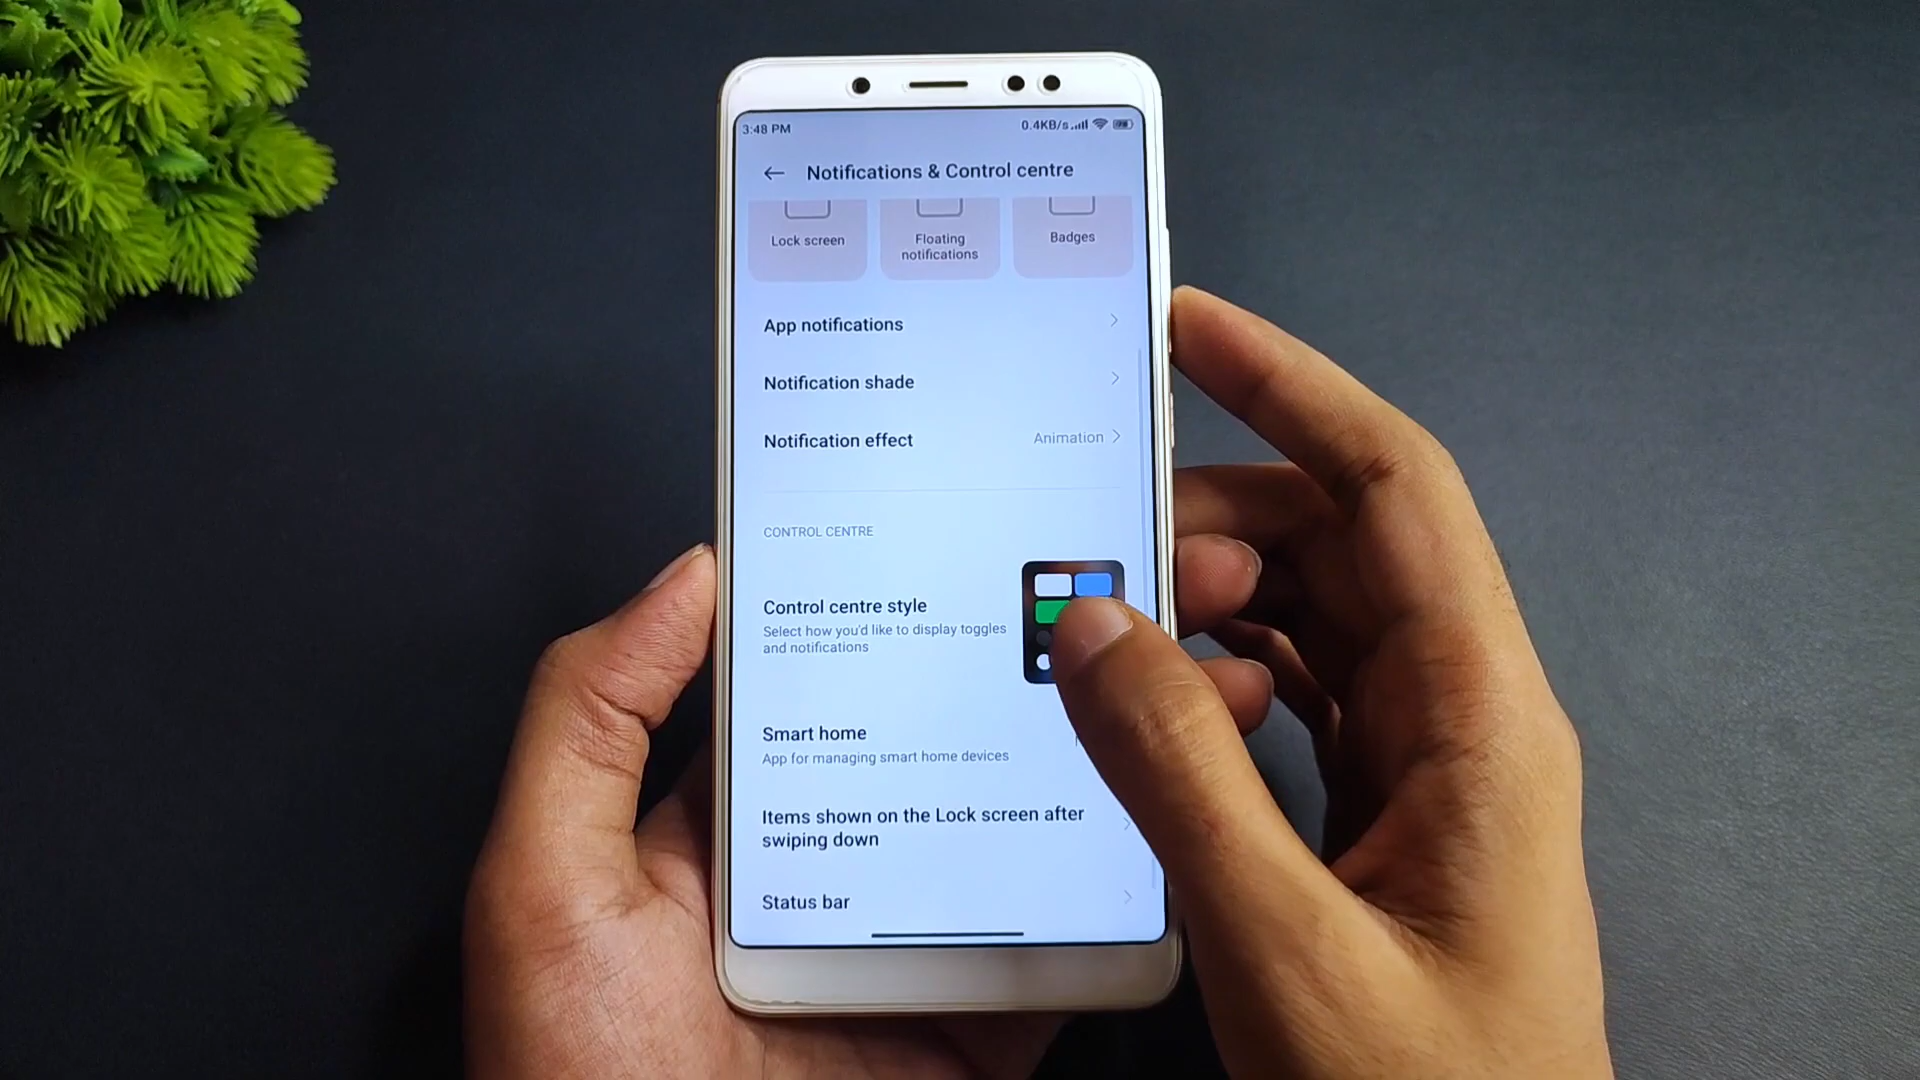 3:48 PM
0.4KB/s
Notifications & Control centre
Lock screen
Floating
notifications
Badges
App notifications
Notification shade
Notification effect
Animation
CONTROL CENTRE
Control centre style
Select how you'd like to display toggles
and notifications
Smart home
App for managing smart home devices
Items shown on the Lock screen after
swiping down
Status bar